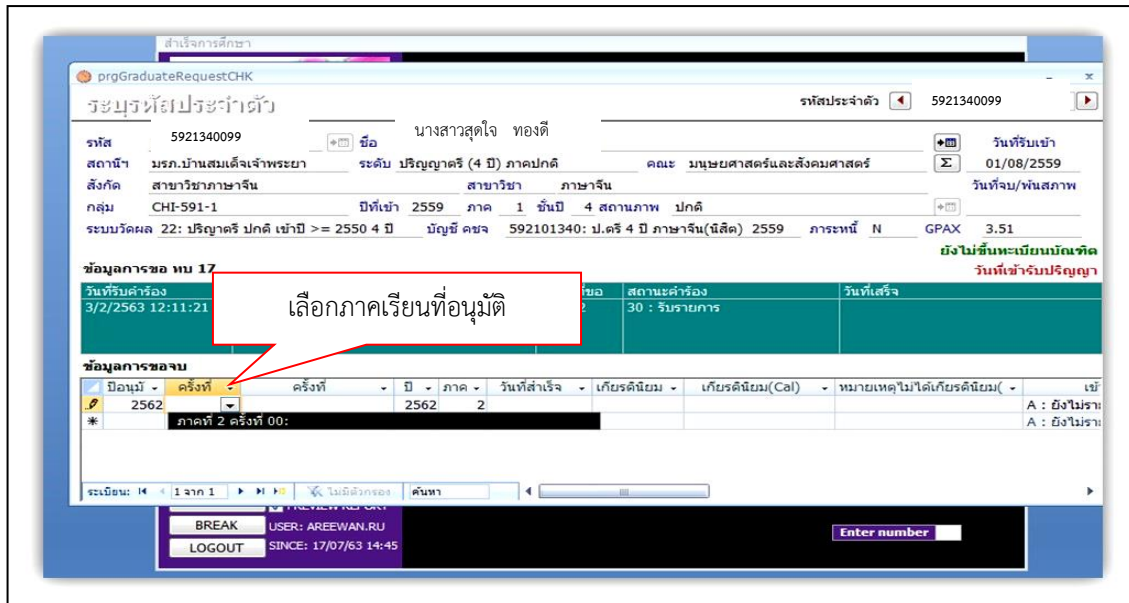 สำเร็จการศึกษา
prgGraduateRequestCHK
ระบุรหัสประจำตัว รหัสประจำตัว 5921340099
รหัส 5921340099 ชื่อ นางสาวสุดใจ ทองดี วันที่รับเข้า
สถานีฯ มรภ.บ้านสมเด็จเจ้าพระยา ระดับ ปริญญาตรี (4 ปี) ภาคปกติ คณะ มนุษยศาสตร์และสังคมศาสตร์ Σ 01/08/2559
สังกัด สาขาวิชาภาษาจีน สาขาวิชา ภาษาจีน วันที่จบ/พ้นสภาพ
กลุ่ม CHI-591-1 ปีที่เข้า 2559 ภาค 1 ชั้นปี 4 สถานภาพ ปกติ
ระบบวัดผล 22: ปริญาตรี ปกติ เข้าปี >= 2550 4 ปี บัญชี คชจ 592101340: ป.ตรี 4 ปี ภาษาจีน(นิสิต) 2559 ภาระหนี้ N GPAX 3.51
ยังไม่ขึ้นทะเบียนบัณฑิต
ข้อมูลการขอ ทบ 17 วันที่เข้ารับปริญญา
วันที่รับคำร้อง ที่ขอ สถานะคำร้อง วันที่เสร็จ
3/2/2563 12:11:21 2 30 : รับรายการ
เลือกภาคเรียนที่อนุมัติ
ข้อมูลการขอจบ
ปีอนุมั ครั้งที่ ครั้งที่ ปี ภาค วันที่สำเร็จ เกียรตินิยม เกียรตินิยม(Cal) หมายเหตุไม่ได้เกียรตินิยม( เข้
2562 2562 2 A : ยังไม่ราย
ภาคที่ 2 ครั้งที่ 00: A : ยังไม่ราย
ระเบียน: 1 จาก 1 ไม่มีตัวกรอง ค้นหา
PREVIEW REPORT
BREAK USER: AREEWAN.RU Enter number
LOGOUT SINCE: 17/07/63 14:45